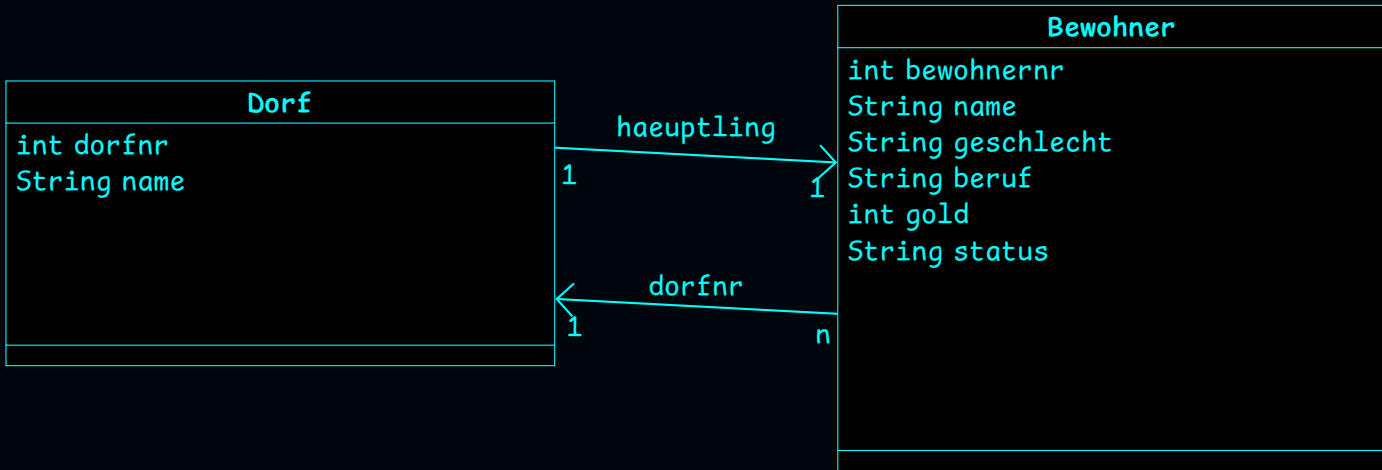 Dorf
int dorfnr
String name
haeuptling
1
1
dorfnr
1
n
Bewohner
int bewohnernr
String name
String geschlecht
String beruf
int gold
String status